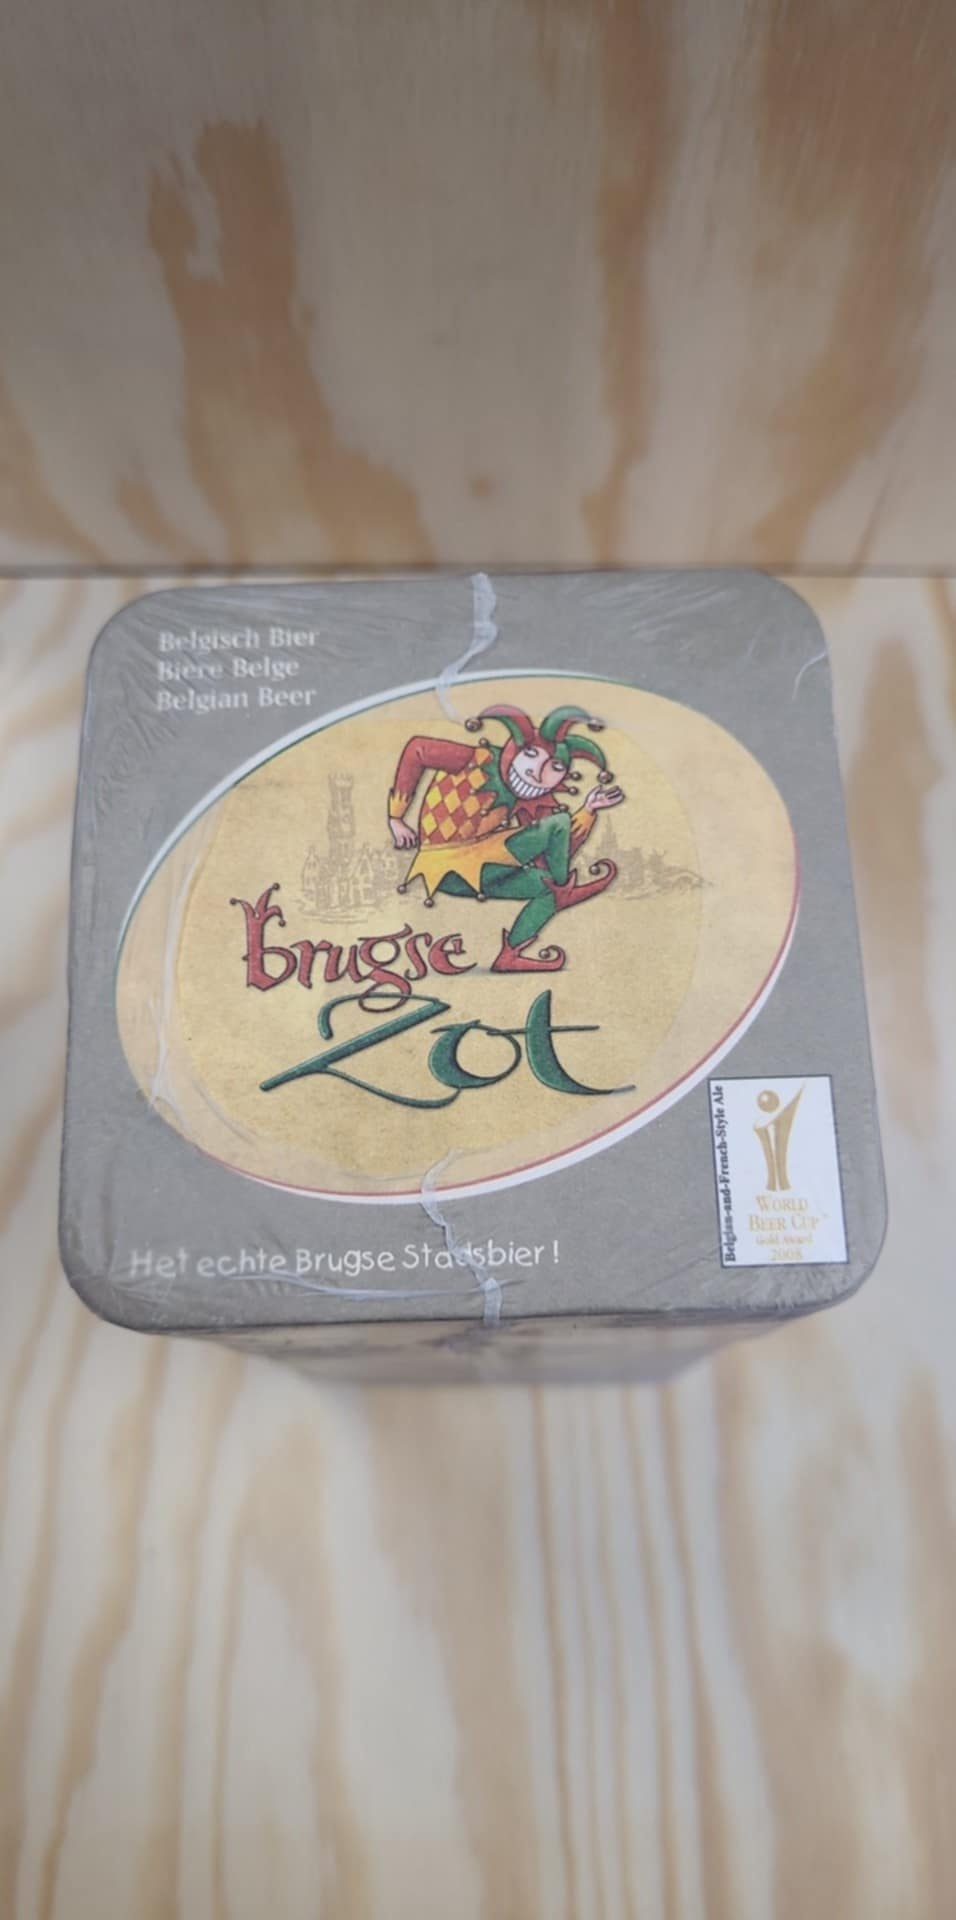 Belgisch Bier
Bière Belge
Belgian Beer
brugse
Zot
Het echte Brugse Stadsbier!
Belgian-and-French-Style Ale
WORLD
BEER CUP
Gold Award
2008